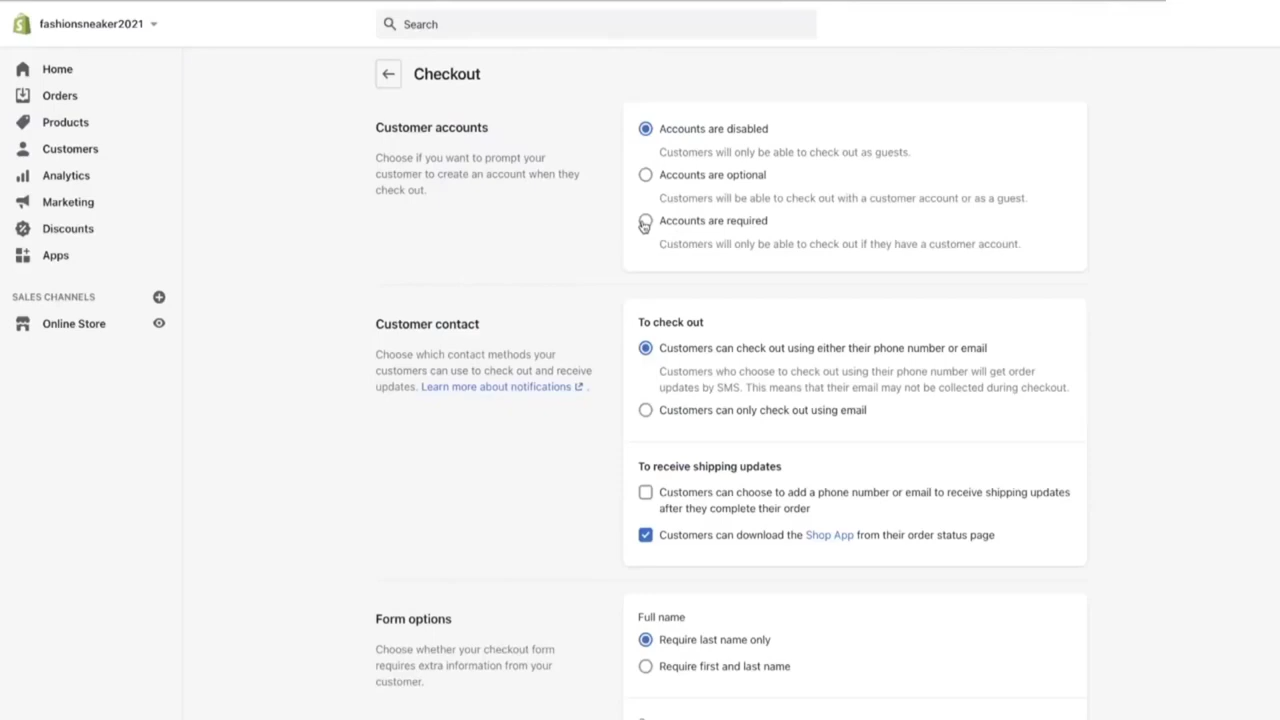 fashionsneaker2021
Search
Home
Orders
Products
Customers
Analytics
Marketing
Discounts
Apps
SALES CHANNELS
Online Store
Checkout
Customer accounts
Choose if you want to prompt your
customer to create an account when they
check out.
Accounts are disabled
Customers will only be able to check out as guests.
Accounts are optional
Customers will be able to check out with a customer account or as a guest.
Accounts are required
Customers will only be able to check out if they have a customer account.
Customer contact
Choose which contact methods your
customers can use to check out and receive
updates. Learn more about notifications .
To check out
Customers can check out using either their phone number or email
Customers who choose to check out using their phone number will get order
updates by SMS. This means that their email may not be collected during checkout.
Customers can only check out using email
To receive shipping updates
Customers can choose to add a phone number or email to receive shipping updates
after they complete their order
Customers can download the Shop App from their order status page
Form options
Choose whether your checkout form
requires extra information from your
customer.
Full name
Require last name only
Require first and last name